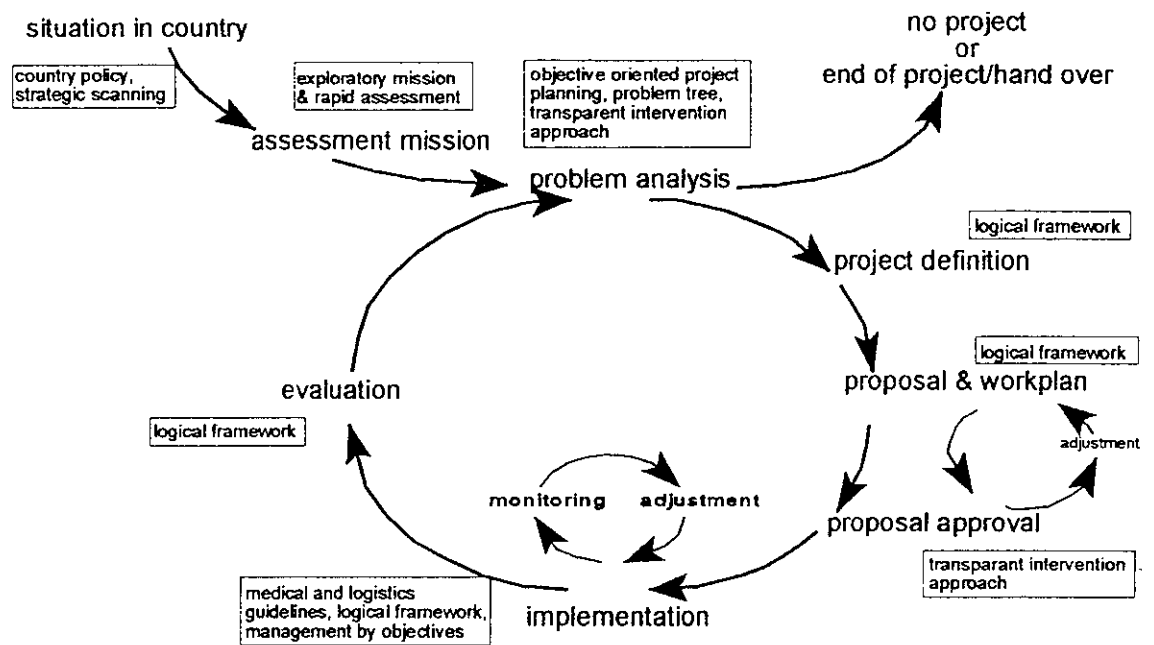 situation in country
country policy,
strategic scanning
exploratory mission
& rapid assessment
assessment mission
objective oriented project
planning, problem tree,
transparent intervention
approach
problem analysis
no project
or
end of project/hand over
logical framework
project definition
logical framework
proposal & workplan
adjustment
proposal approval
transparant intervention
approach
monitoring adjustment
implementation
medical and logistics
guidelines, logical framework,
management by objectives
evaluation
logical framework